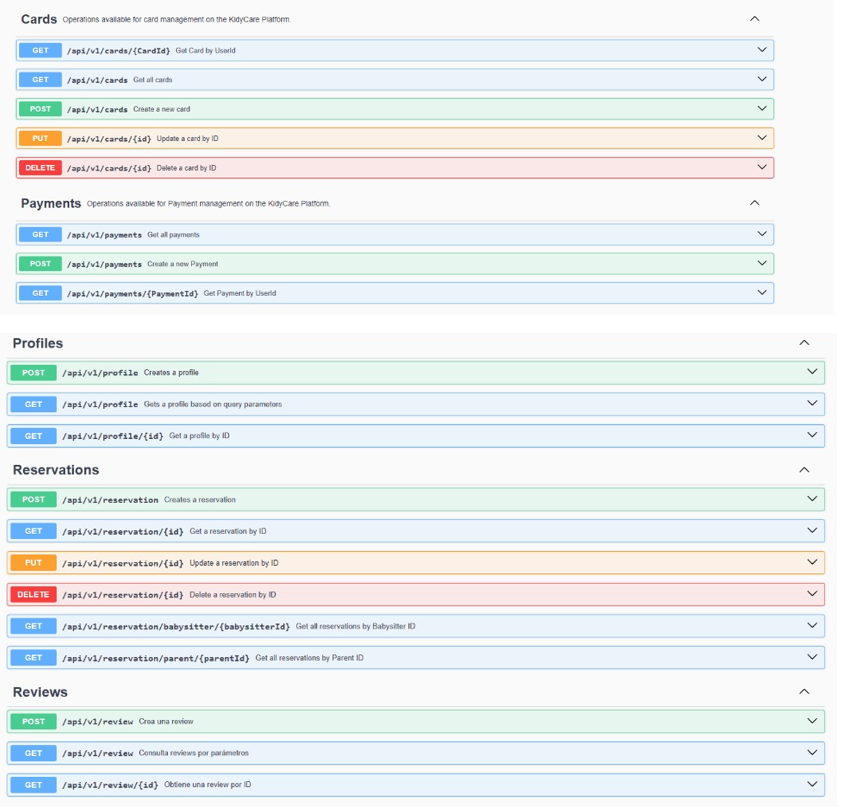 Cards Operations available for card management on the KidyCare Platform.
GET /api/v1/cards/{CardId} Get Card by UserId
GET /api/v1/cards Get all cards
POST /api/v1/cards Create a new card
PUT /api/v1/cards/{id} Update a card by ID
DELETE /api/v1/cards/{id} Delete a card by ID
Payments Operations available for Payment management on the KidyCare Platform.
GET /api/v1/payments Get all payments
POST /api/v1/payments Create a new Payment
GET /api/v1/payments/{PaymentId} Get Payment by UserId
Profiles
POST /api/v1/profile Creates a profile
GET /api/v1/profile Gets a profile based on query parameters
GET /api/v1/profile/{id} Get a profile by ID
Reservations
POST /api/v1/reservation Creates a reservation
GET /api/v1/reservation/{id} Get a reservation by ID
PUT /api/v1/reservation/{id} Update a reservation by ID
DELETE /api/v1/reservation/{id} Delete a reservation by ID
GET /api/v1/reservation/babysitter/{babysitterId} Get all reservations by Babysitter ID
GET /api/v1/reservation/parent/{parentId} Get all reservations by Parent ID
Reviews
POST /api/v1/review Crea una review
GET /api/v1/review Consulta reviews por parámetros
GET /api/v1/review/{id} Obtiene una review por ID